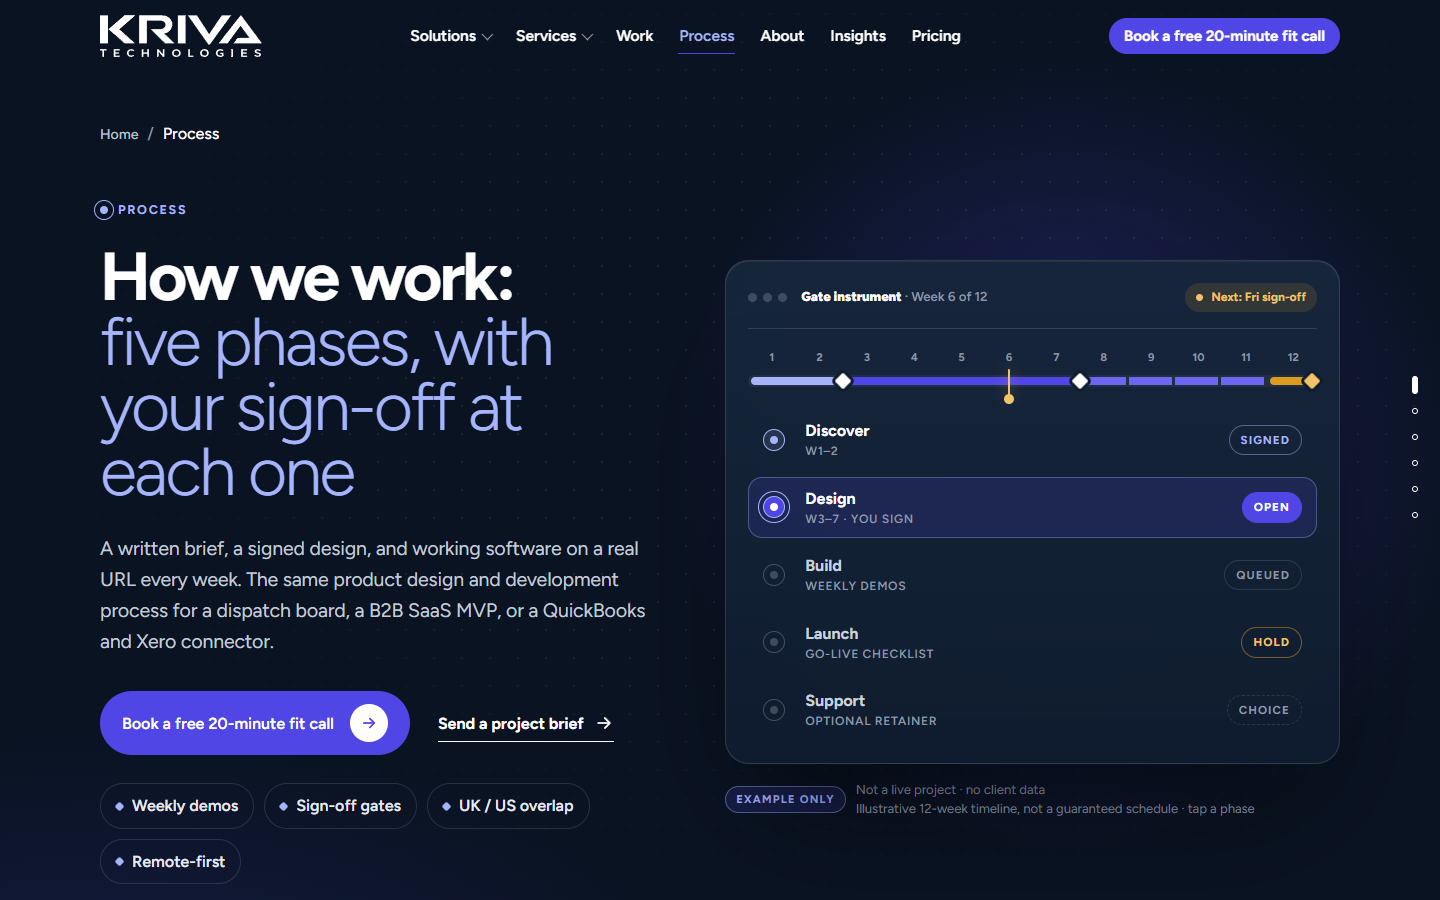 KRIVA
TECHNOLOGIES
Solutions
Services
Work
Process
About
Insights
Pricing
Book a free 20-minute fit call
Home / Process
PROCESS
How we work:
five phases, with
your sign-off at
each one
A written brief, a signed design, and working software on a real
URL every week. The same product design and development
process for a dispatch board, a B2B SaaS MVP, or a QuickBooks
and Xero connector.
Book a free 20-minute fit call
Send a project brief
Weekly demos
Sign-off gates
UK / US overlap
Remote-first
Gate instrument · Week 6 of 12
Next: Fri sign-off
1 2 3 4 5 6 7 8 9 10 11 12
Discover
W1–2
SIGNED
Design
W3–7 · YOU SIGN
OPEN
Build
WEEKLY DEMOS
QUEUED
Launch
GO-LIVE CHECKLIST
HOLD
Support
OPTIONAL RETAINER
CHOICE
EXAMPLE ONLY
Not a live project · no client data
Illustrative 12-week timeline, not a guaranteed schedule · tap a phase